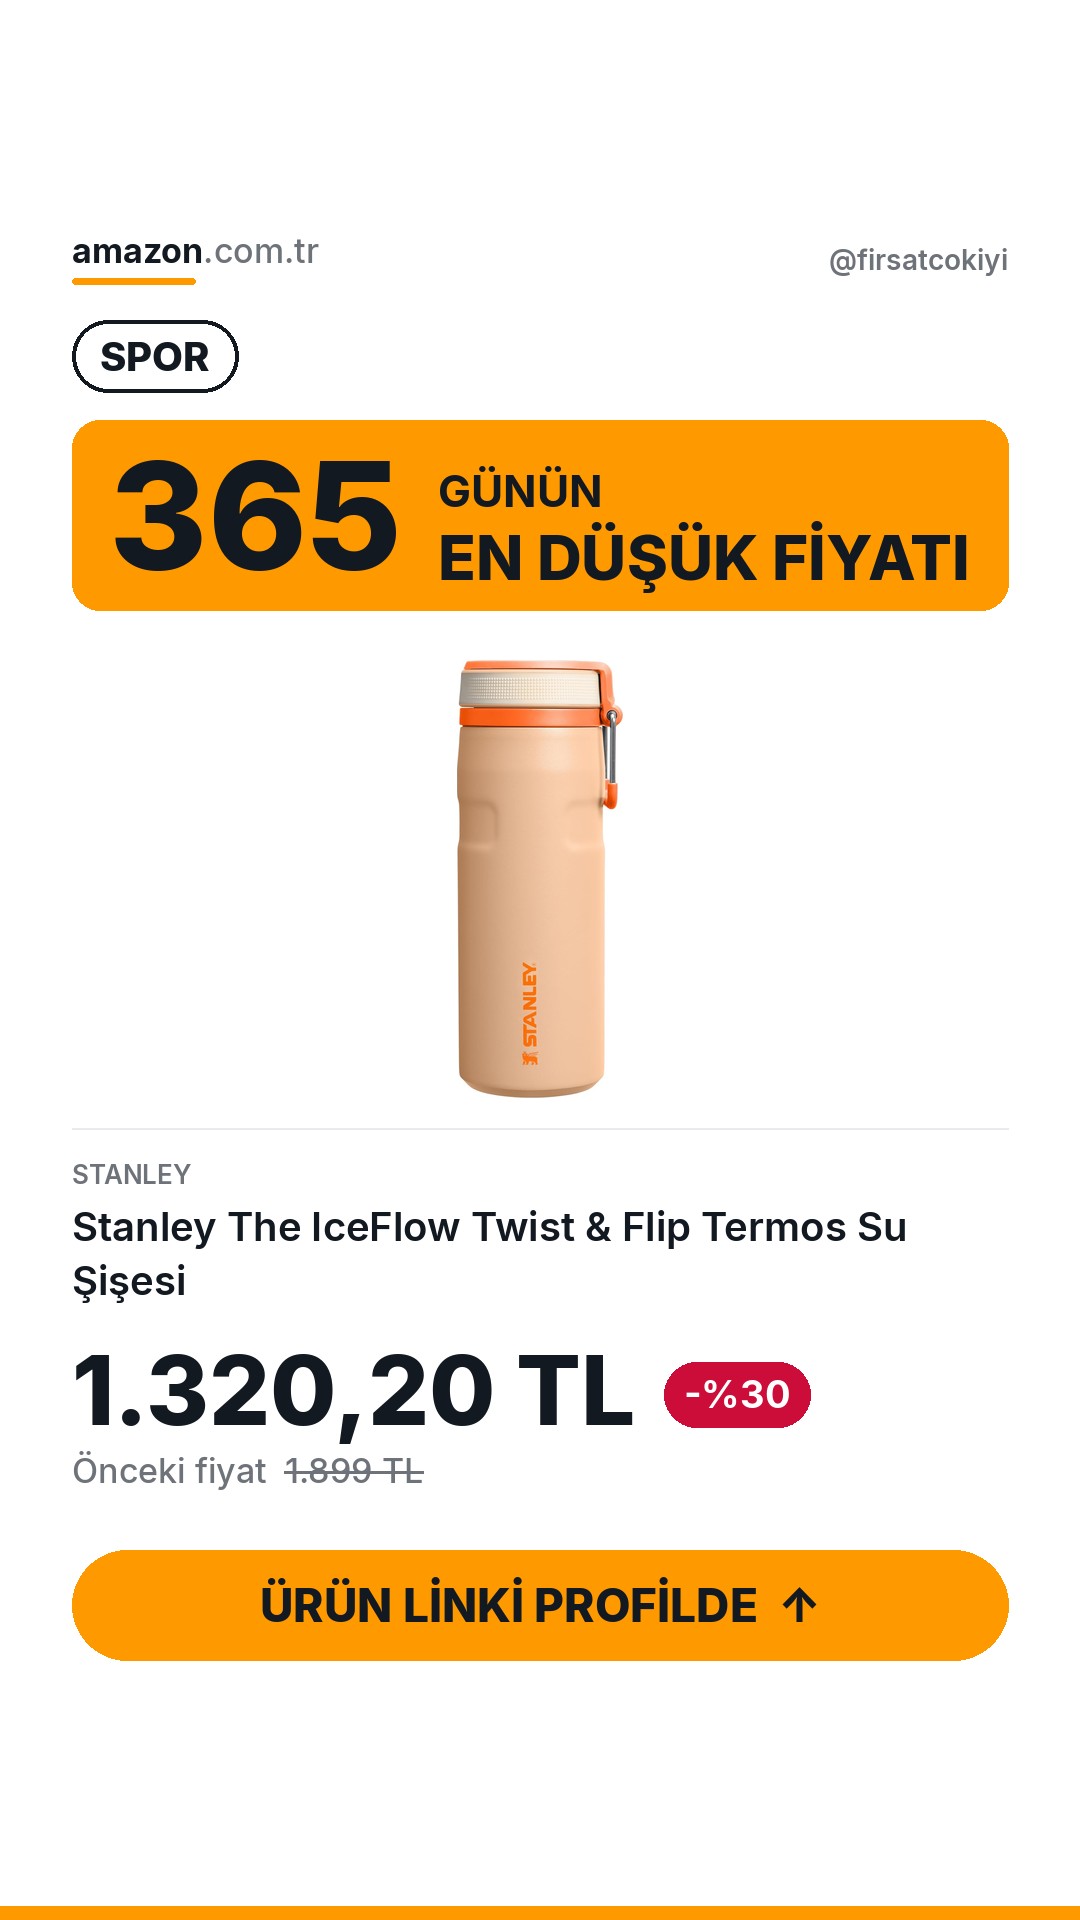 amazon.com.tr
@firsatcokiyi
SPOR
365 GÜNÜN
EN DÜŞÜK FİYATI
STANLEY
STANLEY
Stanley The IceFlow Twist & Flip Termos Su
Şişesi
1.320,20 TL -%30
Önceki fiyat 1.899 TL
ÜRÜN LİNKİ PROFİLDE ↑